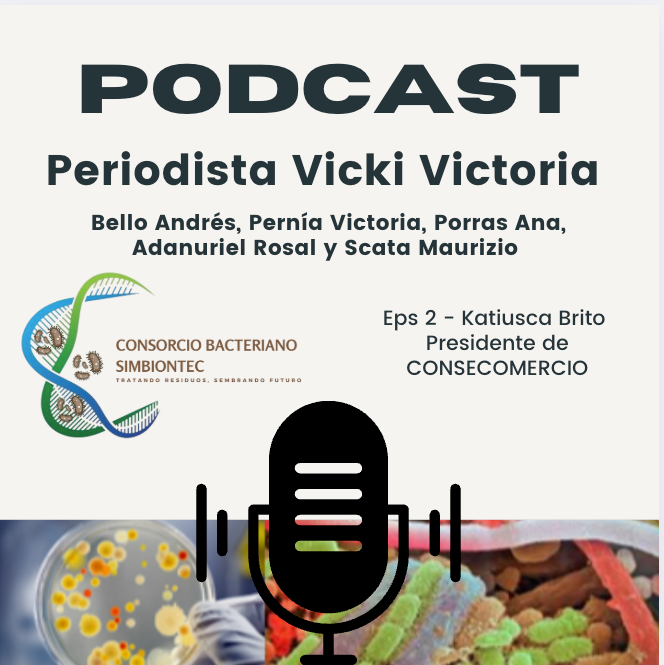 PODCAST
Periodista Vicki Victoria
Bello Andrés, Pernía Victoria, Porras Ana,
Adanuriel Rosal y Scata Maurizio
CONSORCIO BACTERIANO
SIMBIONTEC
TRATANDO RESIDUOS, SEMBRANDO FUTURO
Eps 2 - Katiusca Brito
Presidente de
CONSECOMERCIO